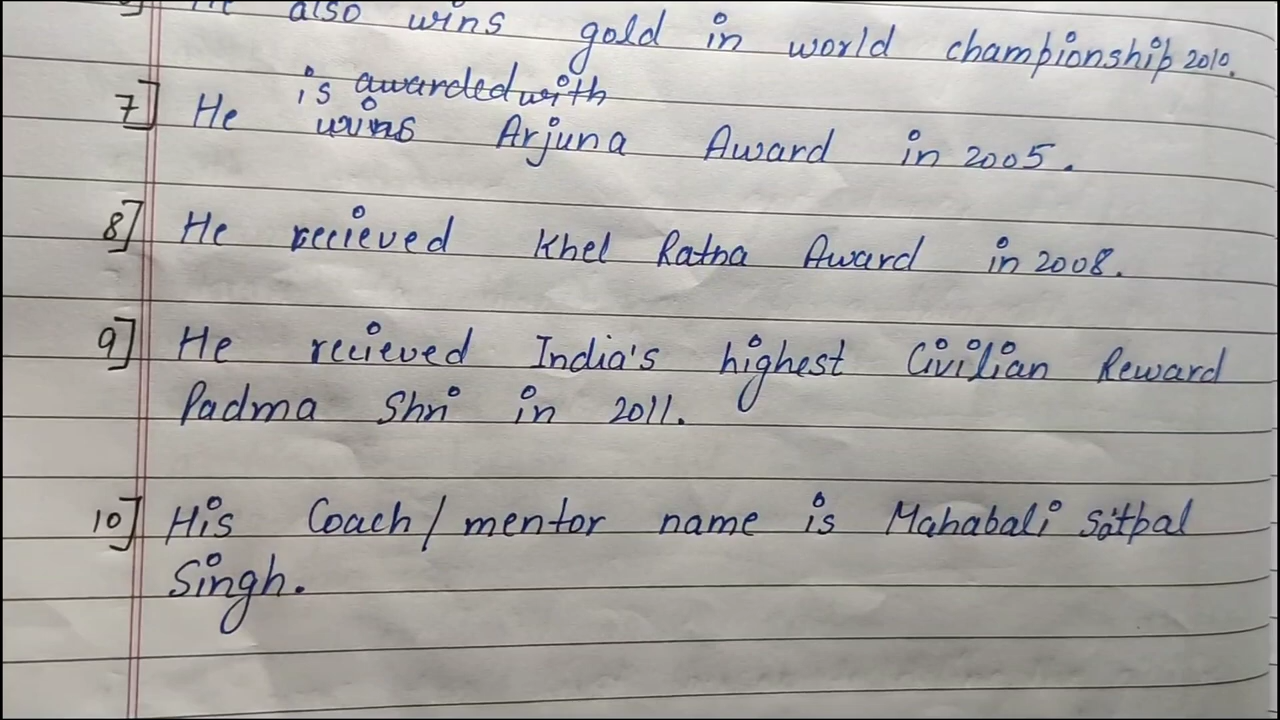 He also wins gold in world championship 2010.
is awarded with
7] He wins Arjuna Award in 2005.
8] He recieved Khel Ratna Award in 2008.
9] He recieved India's highest Civilian Reward
Padma Shri in 2011.
10] His Coach/mentor name is Mahabali Satpal
Singh.